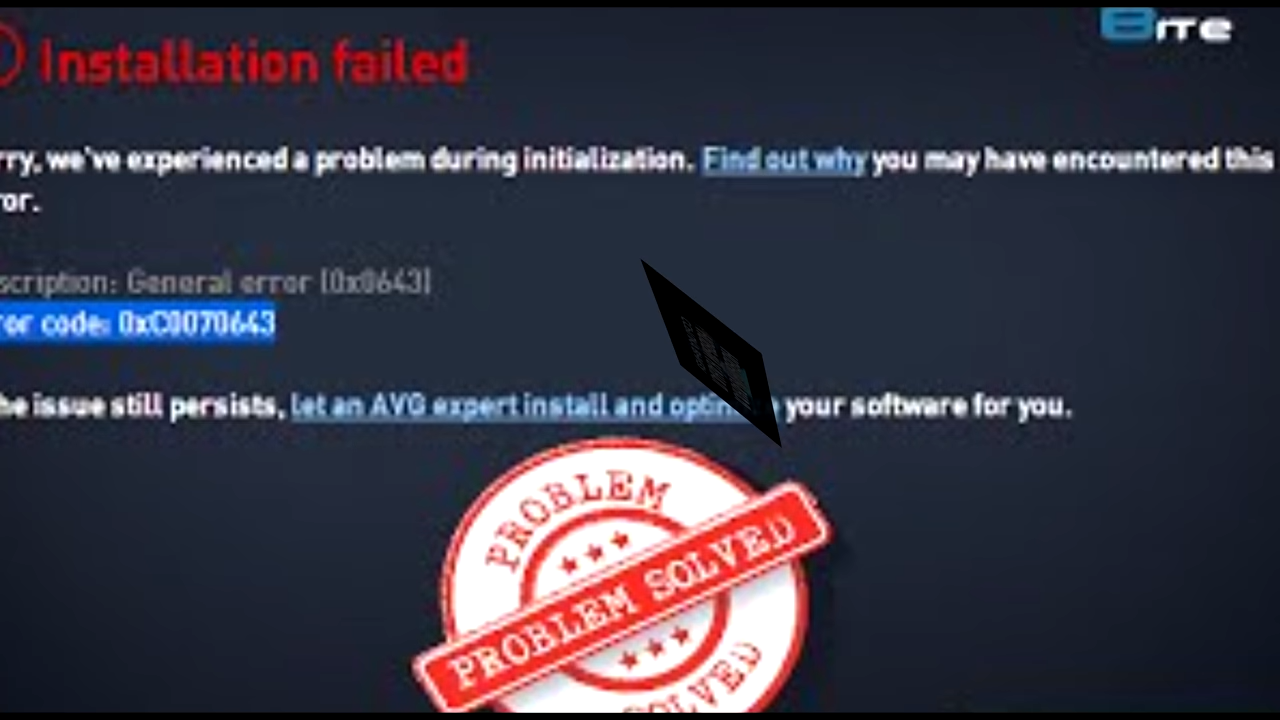 BITE
Installation failed
rry, we've experienced a problem during initialization. Find out why you may have encountered this
ror.
scription: General error (0x0643)
ror code: 0xC0070643
he issue still persists, let an AVG expert install and your software for you.
PROBLEM
PROBLEM SOLVED
OLVED